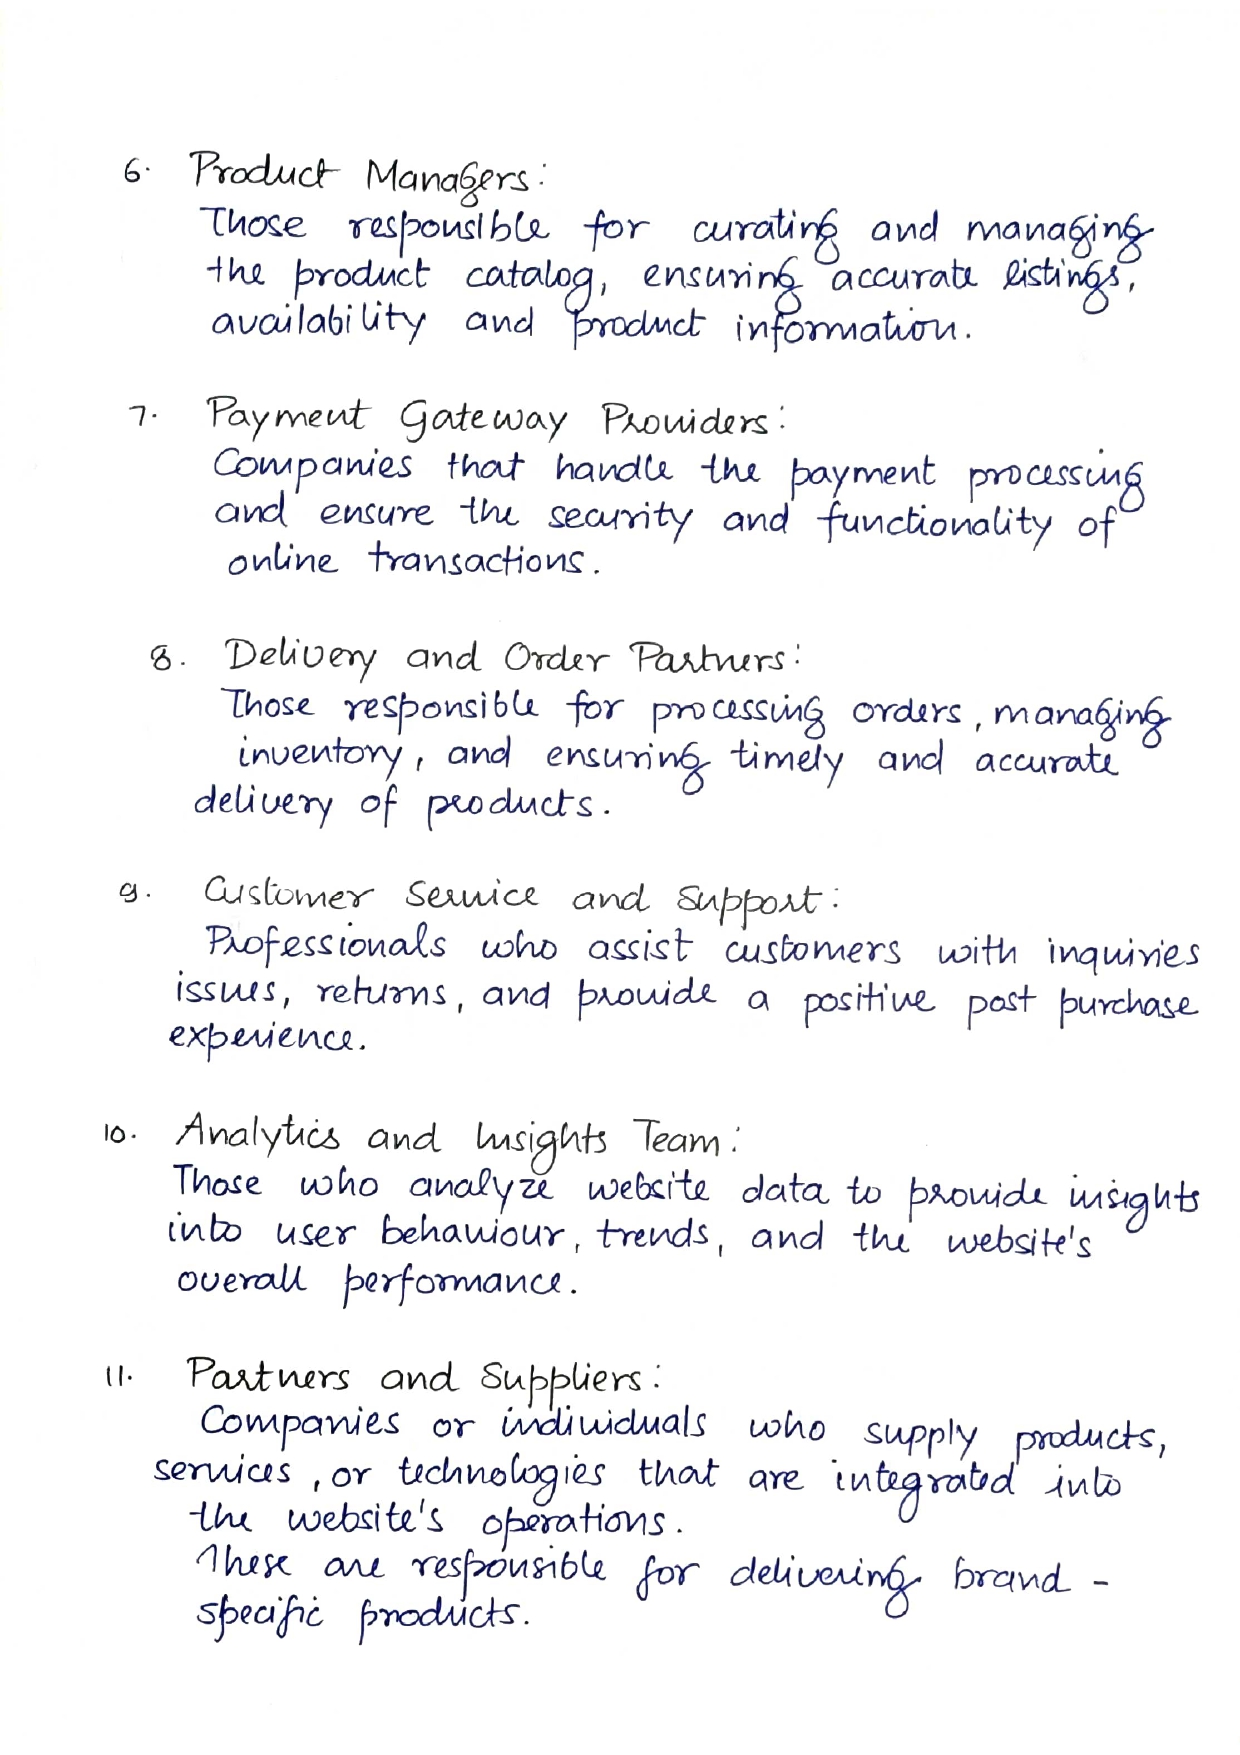 6. Product Managers:
Those responsible for curating and managing
the product catalog, ensuring accurate listings,
availability and product information.
7. Payment Gateway Providers:
Companies that handle the payment processing
and ensure the security and functionality of
online transactions.
8. Delivery and Order Partners:
Those responsible for processing orders, managing
inventory, and ensuring timely and accurate
delivery of products.
9. Customer Service and Support:
Professionals who assist customers with inquiries
issues, returns, and provide a positive post purchase
experience.
10. Analytics and Insights Team:
Those who analyze website data to provide insights
into user behaviour, trends, and the website's
overall performance.
11. Partners and Suppliers:
Companies or individuals who supply products,
services, or technologies that are integrated into
the website's operations.
These are responsible for delivering brand -
specific products.